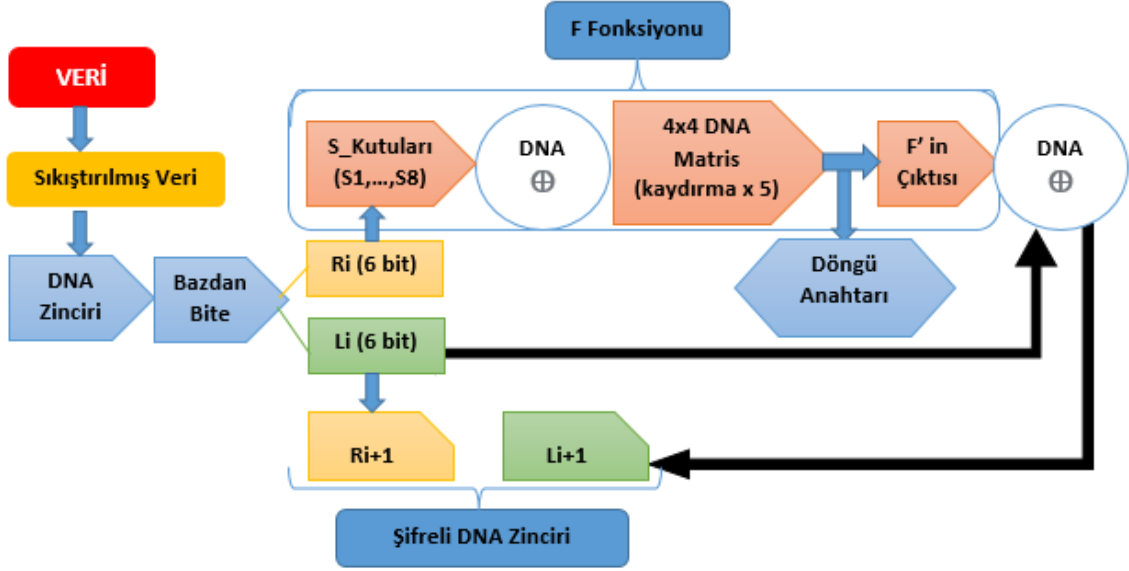 F Fonksiyonu
VERİ
Sıkıştırılmış Veri
DNA
Zinciri
Bazdan
Bite
S_Kutuları
(S1,...,S8)
DNA
⊕
4x4 DNA
Matris
(kaydırma x 5)
F’ in
Çıktısı
DNA
⊕
Ri (6 bit)
Li (6 bit)
Döngü
Anahtarı
Ri+1
Li+1
Şifreli DNA Zinciri